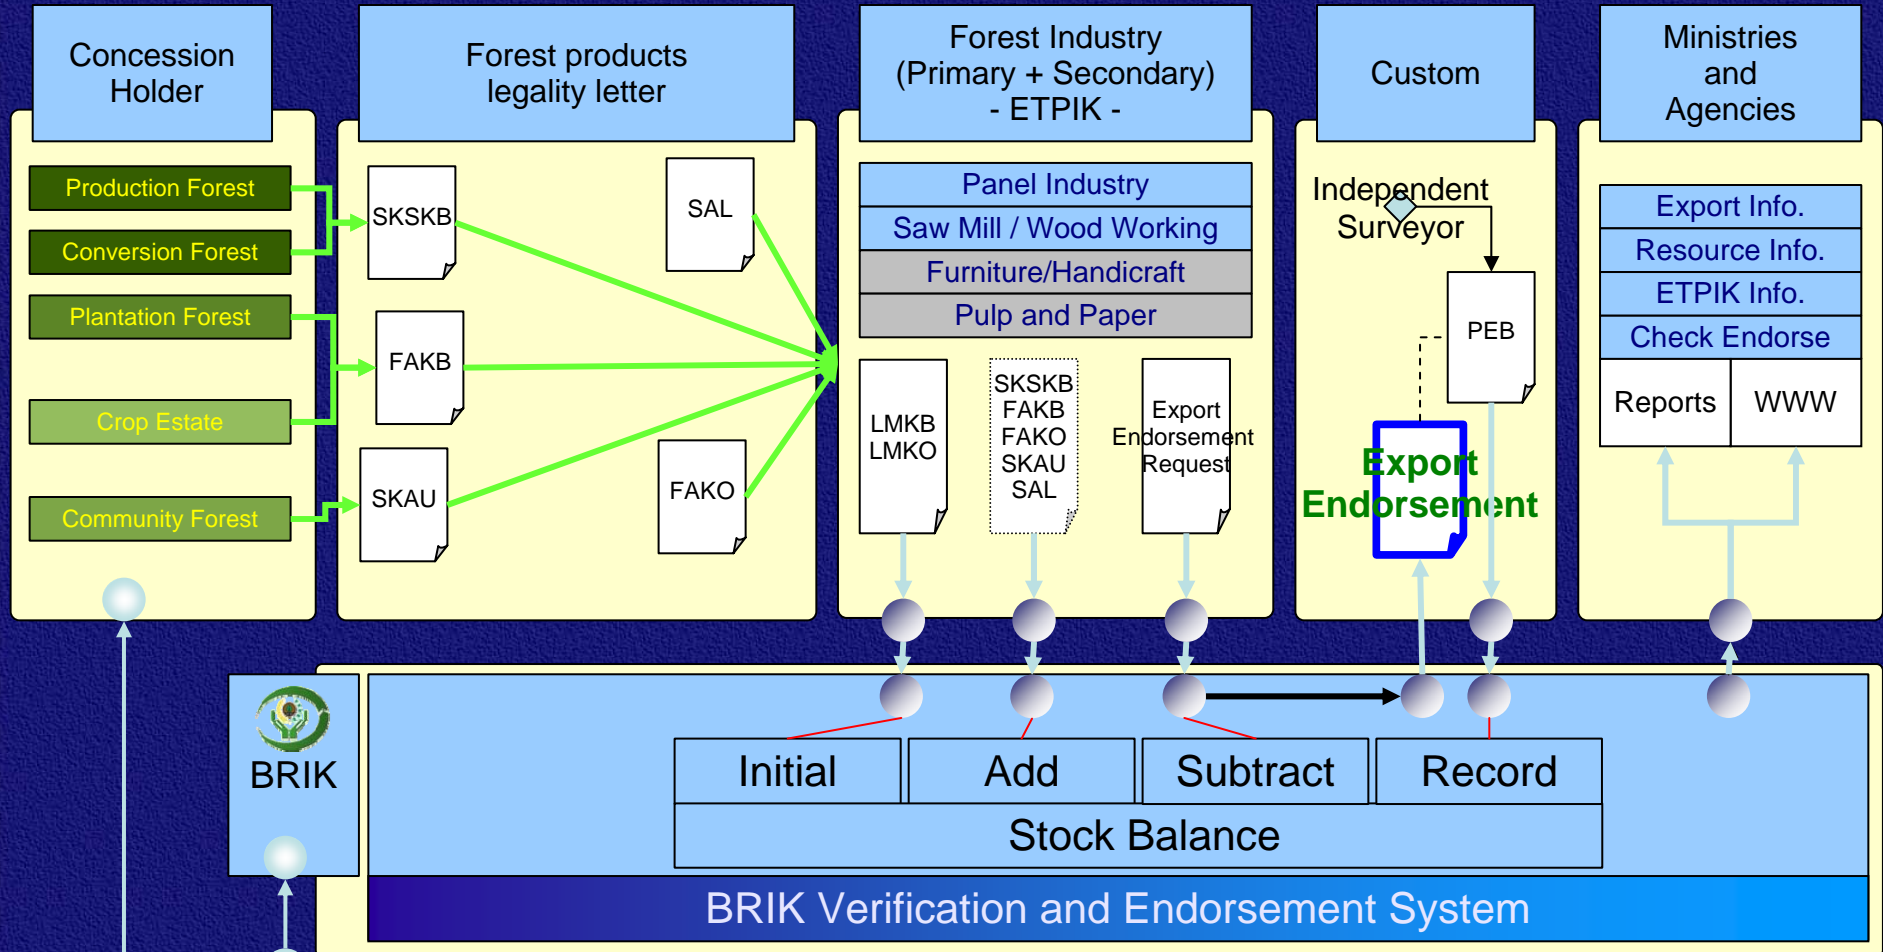 Concession
Holder
Forest products
legality letter
Forest Industry
(Primary + Secondary)
- ETPIK -
Custom
Ministries
and
Agencies
Production Forest
Conversion Forest
Plantation Forest
Crop Estate
Community Forest
SKSKB
FAKB
SKAU
SAL
FAKO
Panel Industry
Saw Mill / Wood Working
Furniture/Handicraft
Pulp and Paper
LMKB
LMKO
SKSKB
FAKB
FAKO
SKAU
SAL
Export
Endorsement
Request
Independent
Surveyor
PEB
Export
Endorsement
Export Info.
Resource Info.
ETPIK Info.
Check Endorse
Reports
WWW
BRIK
Initial
Add
Subtract
Record
Stock Balance
BRIK Verification and Endorsement System